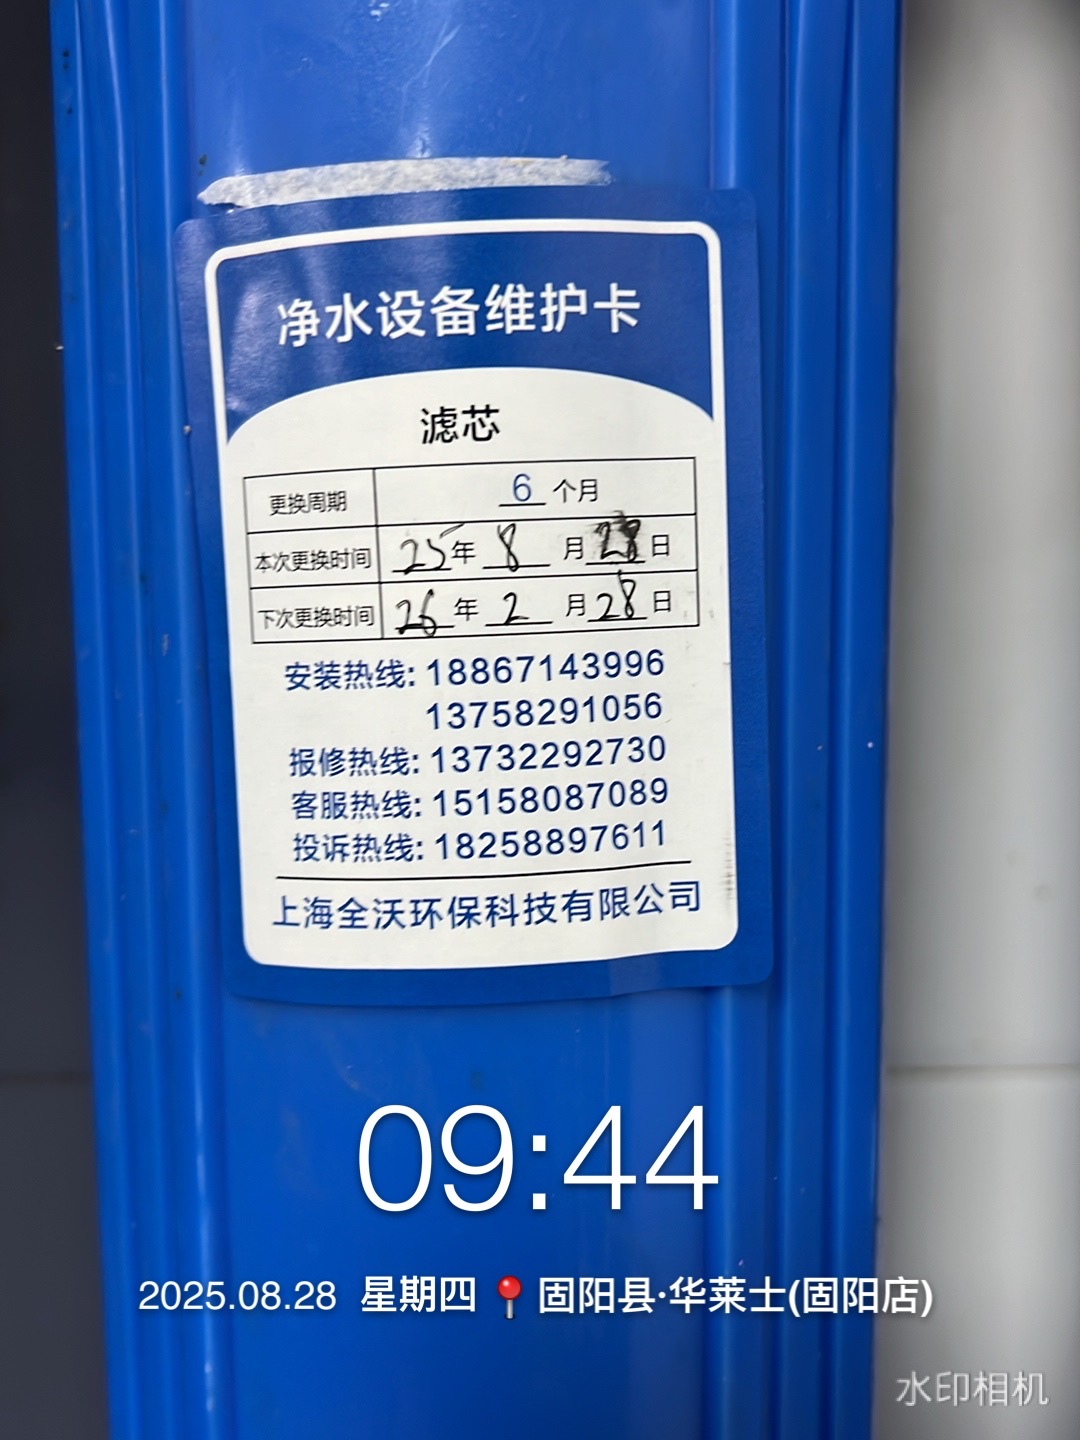 净水设备维护卡
滤芯
更换周期 6 个月
本次更换时间 25年 8 月 28 日
下次更换时间 26 年 2 月 28 日
安装热线: 18867143996
13758291056
报修热线: 13732292730
客服热线: 15158087089
投诉热线: 18258897611
上海全沃环保科技有限公司
09:44
2025.08.28 星期四 固阳县·华莱士(固阳店)
水印相机